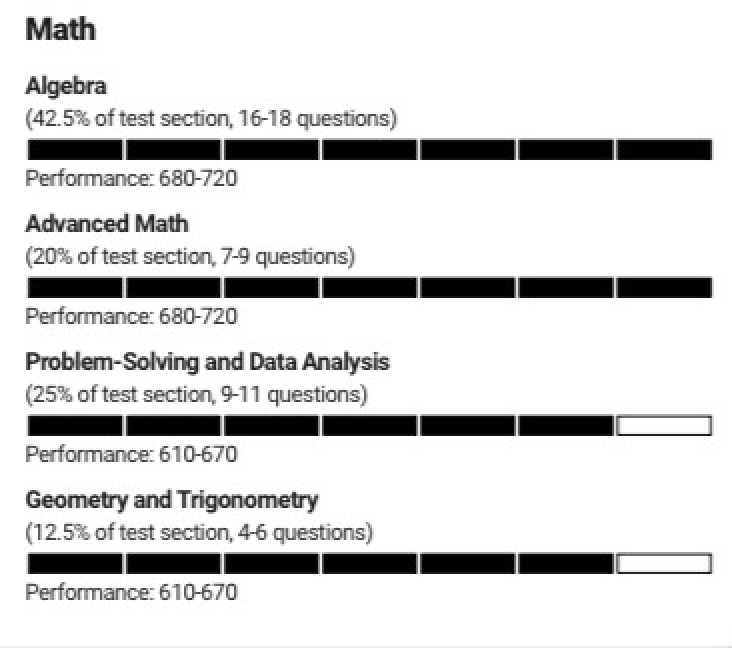 Math
Algebra
(42.5% of test section, 16-18 questions)
Performance: 680-720
Advanced Math
(20% of test section, 7-9 questions)
Performance: 680-720
Problem-Solving and Data Analysis
(25% of test section, 9-11 questions)
Performance: 610-670
Geometry and Trigonometry
(12.5% of test section, 4-6 questions)
Performance: 610-670